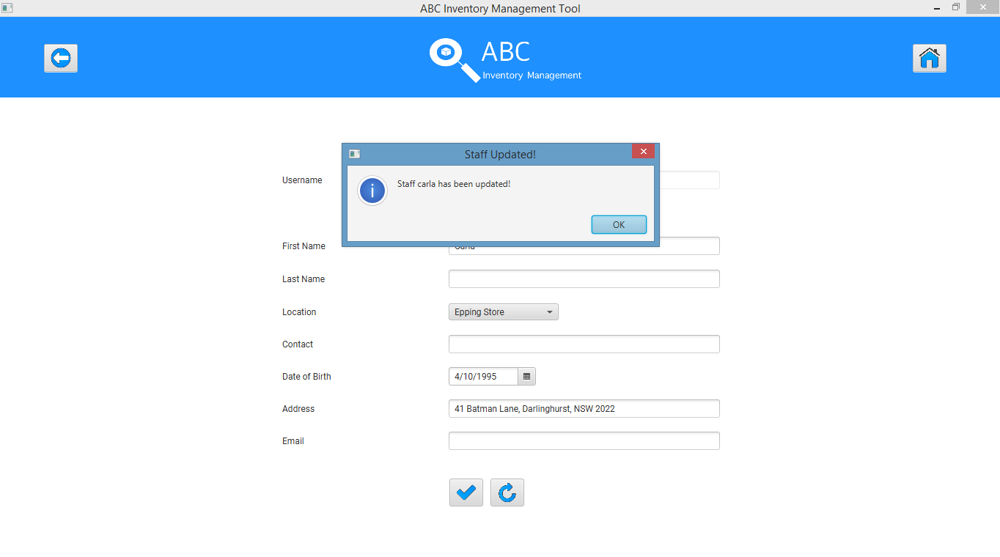 ABC Inventory Management Tool
ABC
Inventory Management
Staff Updated!
Username
Staff carla has been updated!
OK
First Name
Last Name
Location
Epping Store
Contact
Date of Birth
4/10/1995
Address
41 Batman Lane, Darlinghurst, NSW 2022
Email